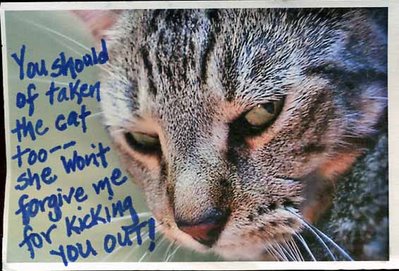 You should
of taken
the cat
too--
she won't
forgive me
for kicking
you out!